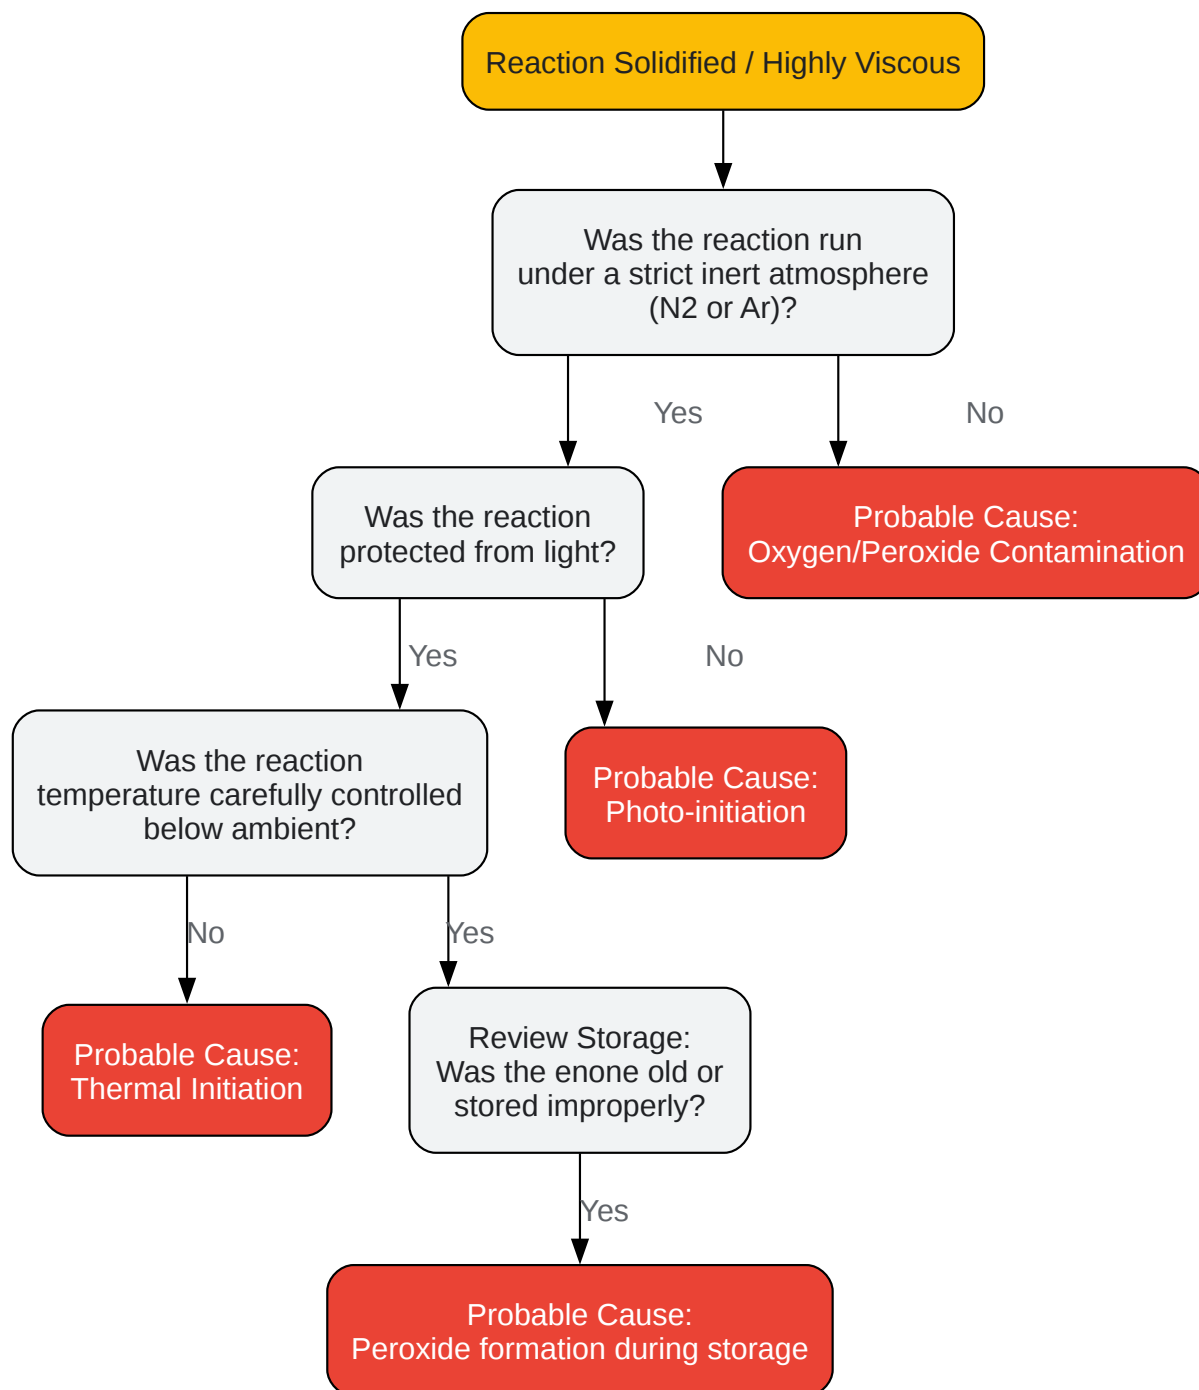 Reaction Solidified / Highly Viscous
Was the reaction run
under a strict inert atmosphere
(N2 or Ar)?
Yes
No
Was the reaction
protected from light?
Probable Cause:
Oxygen/Peroxide Contamination
Yes
No
Was the reaction
temperature carefully controlled
below ambient?
Probable Cause:
Photo-initiation
No
Yes
Probable Cause:
Thermal Initiation
Review Storage:
Was the enone old or
stored improperly?
Yes
Probable Cause:
Peroxide formation during storage